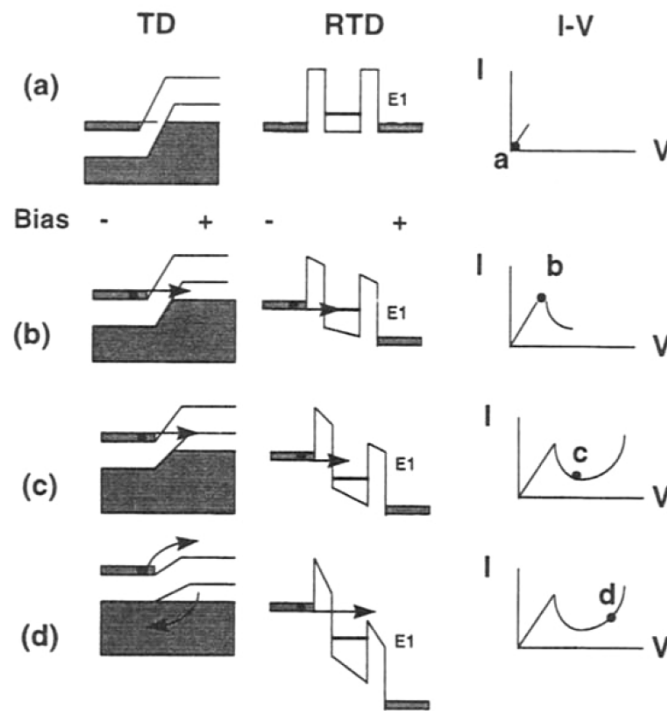 TD RTD I-V
(a) E1 I a V
Bias - + - +
(b) E1 I b V
(c) E1 I c V
(d) E1 I d V